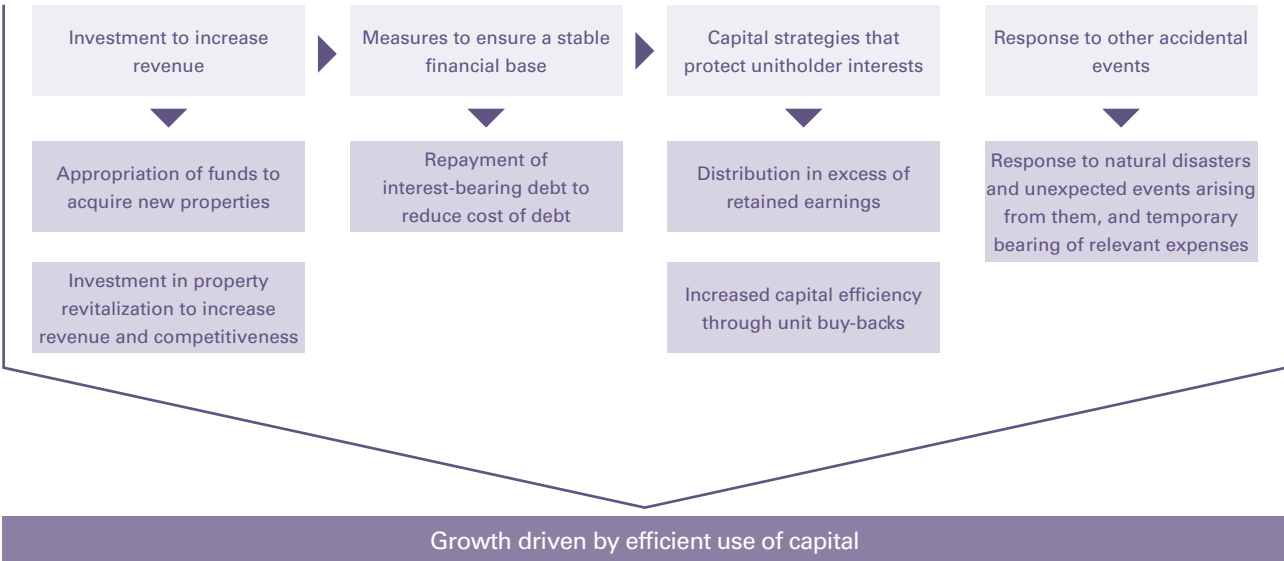 Investment to increase
revenue
Measures to ensure a stable
financial base
Capital strategies that
protect unitholder interests
Response to other accidental
events
Appropriation of funds to
acquire new properties
Investment in property
revitalization to increase
revenue and competitiveness
Repayment of
interest-bearing debt to
reduce cost of debt
Distribution in excess of
retained earnings
Increased capital efficiency
through unit buy-backs
Response to natural disasters
and unexpected events arising
from them, and temporary
bearing of relevant expenses
Growth driven by efficient use of capital